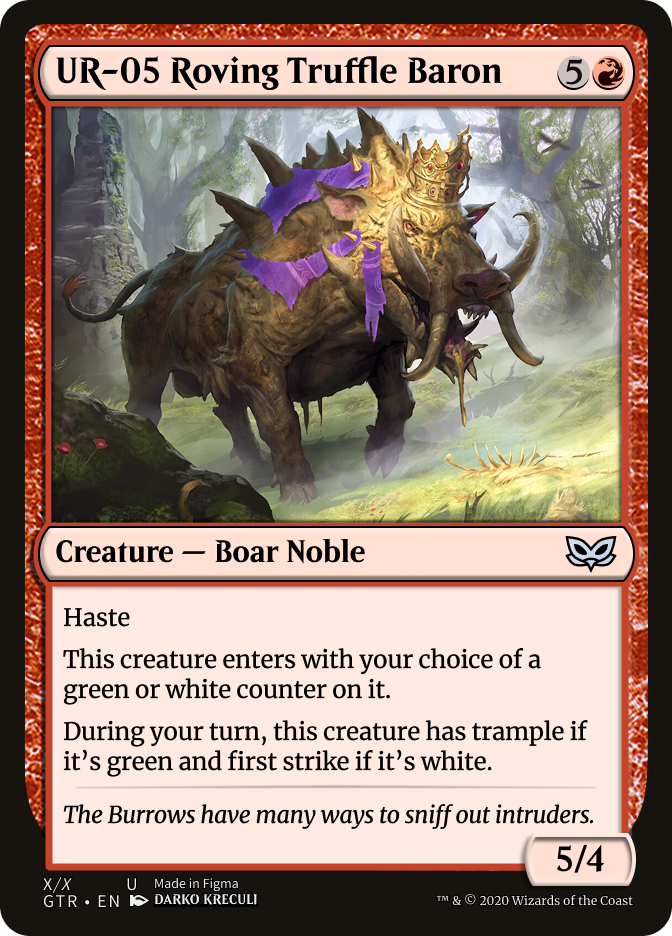 UR-05 Roving Truffle Baron 5
Creature — Boar Noble
Haste
This creature enters with your choice of a
green or white counter on it.
During your turn, this creature has trample if
it's green and first strike if it's white.
The Burrows have many ways to sniff out intruders.
5/4
X/X U Made in Figma
GTR • EN DARKO KRECULI ™ & © 2020 Wizards of the Coast